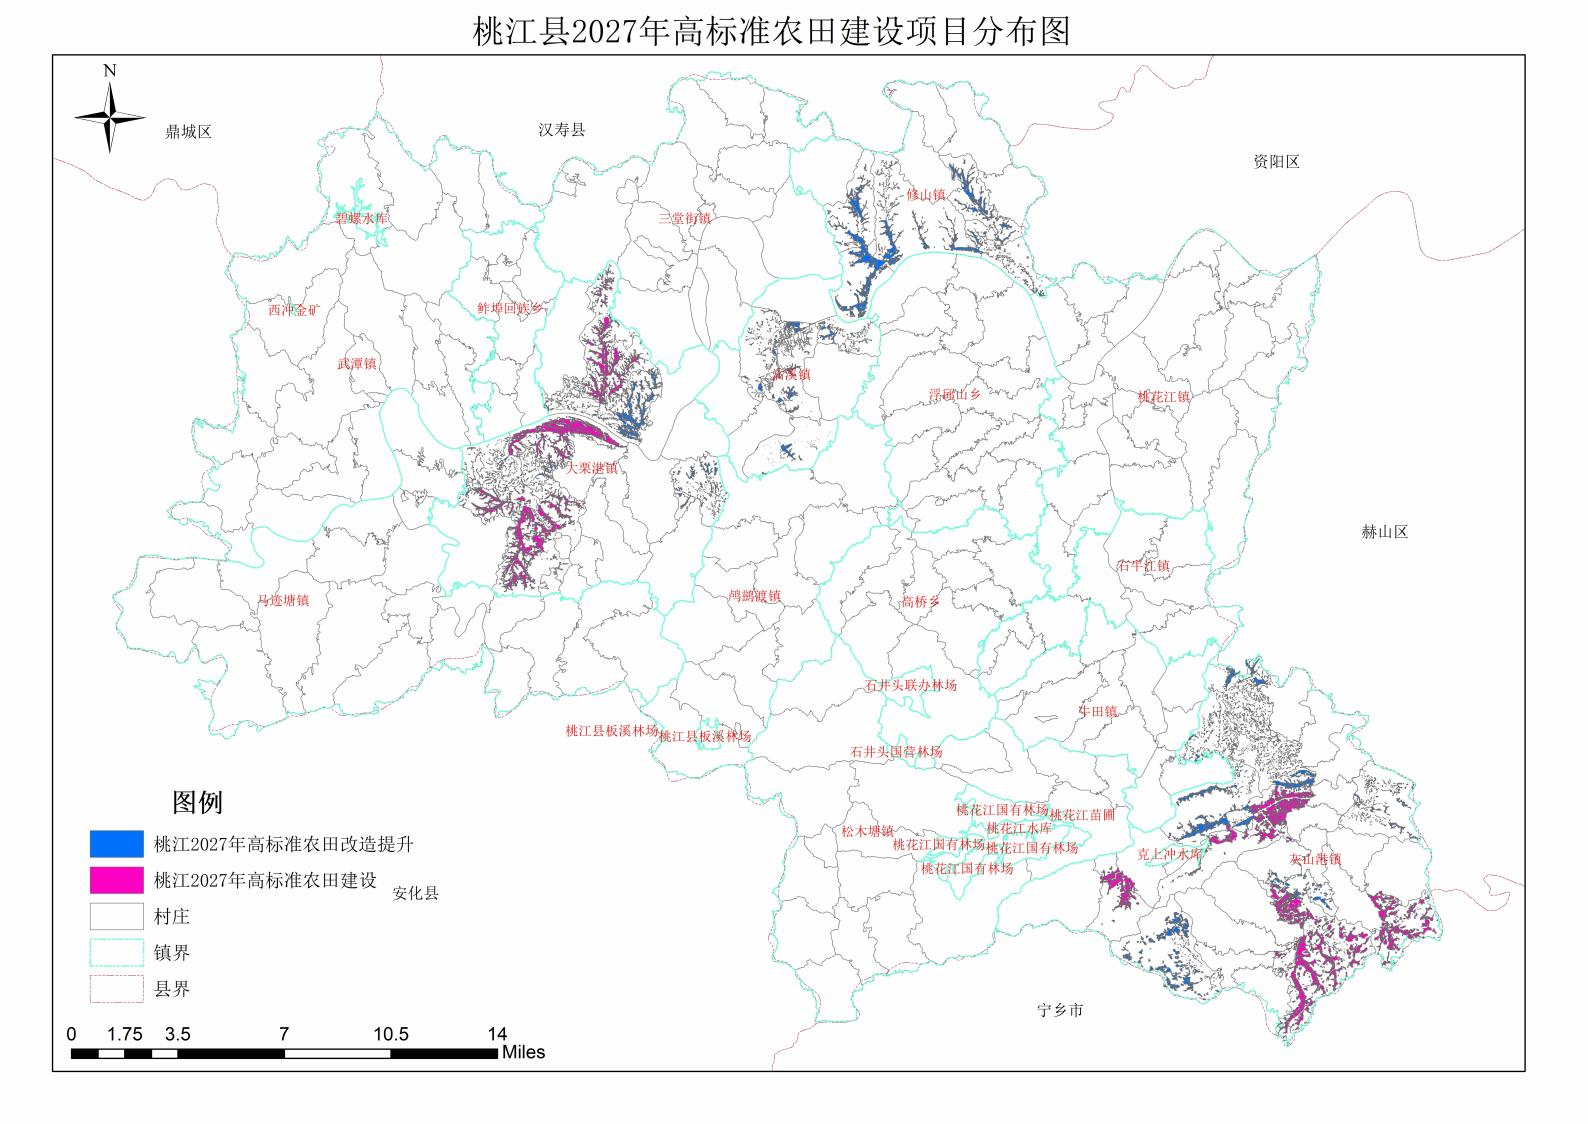 桃江县2027年高标准农田建设项目分布图
N
鼎城区
汉寿县
资阳区
修山镇
碧螺水库
三堂街镇
西冲金矿
鲊埠回族乡
武潭镇
浮邱山乡
桃花江镇
大栗港镇
赫山区
石牛江镇
马迹塘镇
鸬鹚渡镇
高桥乡
石井头联办林场
牛田镇
桃江县板溪林场
桃江县板溪林场
石井头国营林场
桃花江国有林场
桃花江苗圃
松木塘镇
桃花江水库
桃花江国有林场
桃花江国有林场
克上冲水库
灰山港镇
桃花江国有林场
安化县
宁乡市
图例
桃江2027年高标准农田改造提升
桃江2027年高标准农田建设
村庄
镇界
县界
0 1.75 3.5 7 10.5 14
Miles